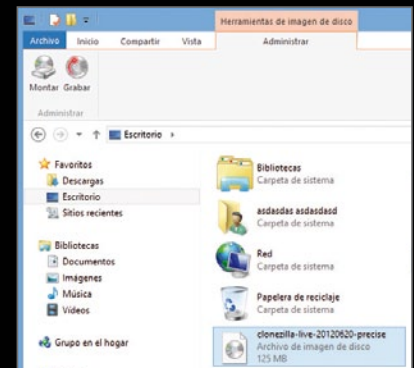 Herramientas de imagen de disco
Archivo Inicio Compartir Vista Administrar
Montar Grabar
Administrar
Escritorio
Favoritos
Descargas
Escritorio
Sitios recientes
Bibliotecas
Documentos
Imágenes
Música
Vídeos
Grupo en el hogar
Bibliotecas
Carpeta de sistema
asdasdas asdasdasd
Carpeta de sistema
Red
Carpeta de sistema
Papelera de reciclaje
Carpeta de sistema
clonezilla-live-20120620-precise
Archivo de imagen de disco
125 MB